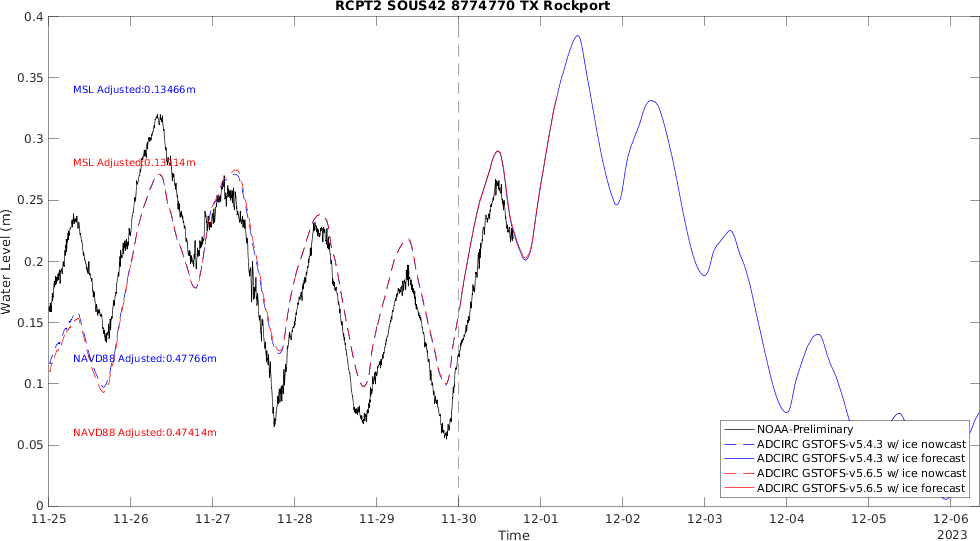 RCPT2 SOUS42 8774770 TX Rockport
Water Level (m)
0.4
0.35
0.3
0.25
0.2
0.15
0.1
0.05
0
MSL Adjusted:0.13466m
MSL Adjusted:0.13114m
NAVD88 Adjusted:0.47766m
NAVD88 Adjusted:0.47414m
NOAA-Preliminary
ADCIRC GSTOFS-v5.4.3 w/ ice nowcast
ADCIRC GSTOFS-v5.4.3 w/ ice forecast
ADCIRC GSTOFS-v5.6.5 w/ ice nowcast
ADCIRC GSTOFS-v5.6.5 w/ ice forecast
11-25 11-26 11-27 11-28 11-29 11-30 12-01 12-02 12-03 12-04 12-05 12-06
Time
2023